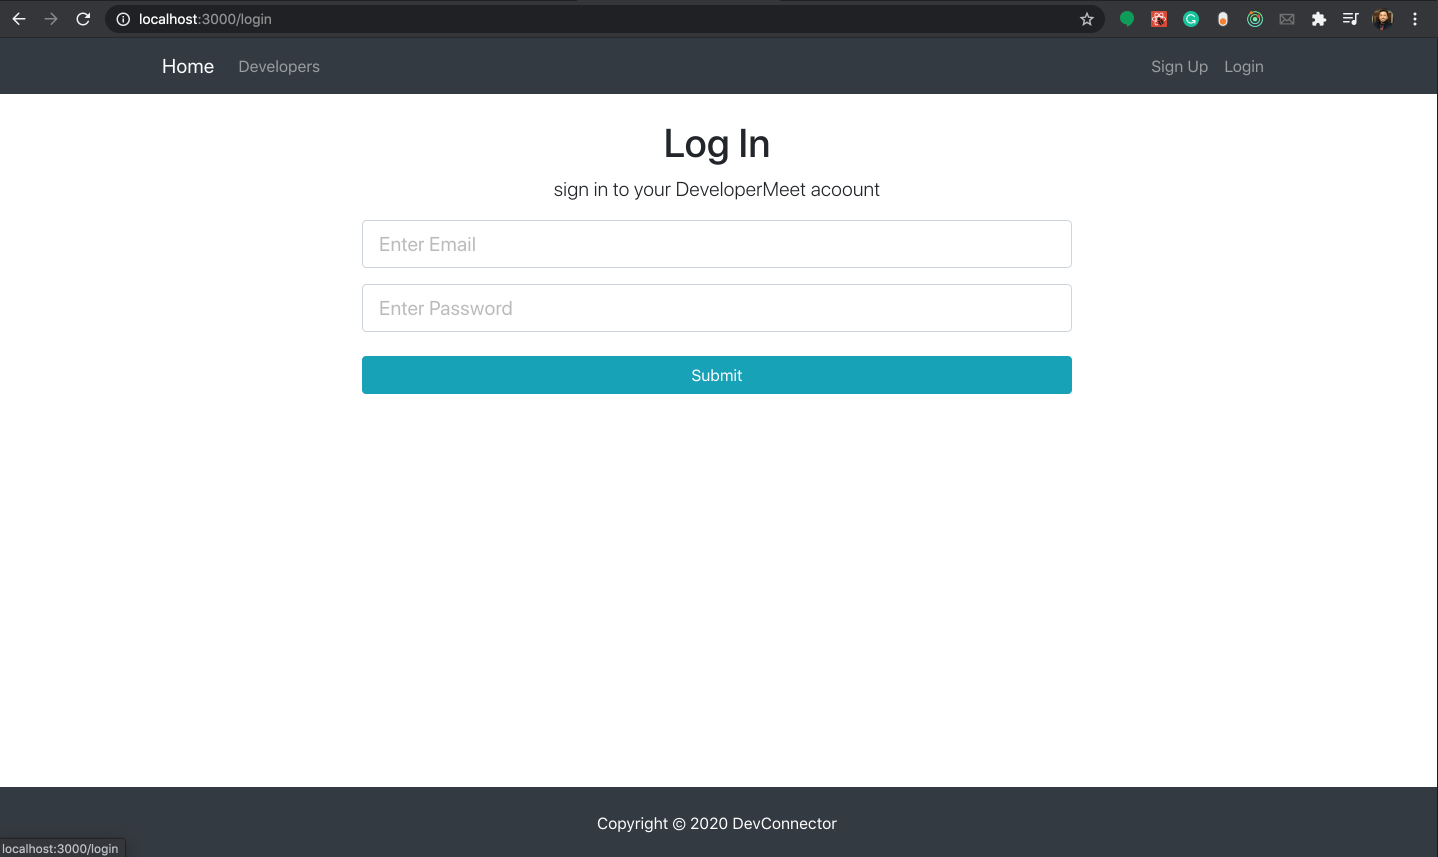 localhost:3000/login
Home Developers Sign Up Login
Log In
sign in to your DeveloperMeet acoount
Enter Email
Enter Password
Submit
Copyright © 2020 DevConnector
localhost:3000/login